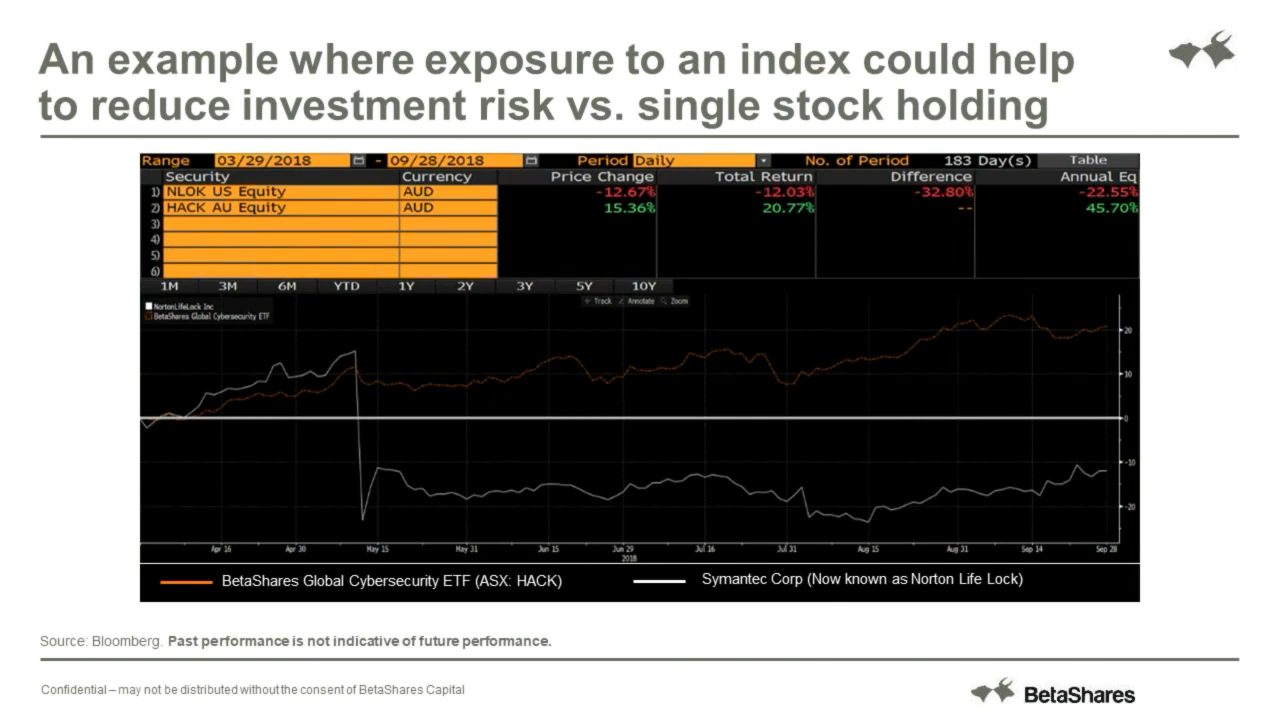 An example where exposure to an index could help
to reduce investment risk vs. single stock holding
Range 03/29/2018 - 09/28/2018 Period Daily No. of Period 183 Day(s) Table
Security Currency Price Change Total Return Difference Annual Eq
1) NLOK US Equity AUD -12.67% -12.03% -32.80% -22.55%
2) HACK AU Equity AUD 15.36% 20.77% -- 45.70%
3)
4)
5)
6)
1M 3M 6M YTD 1Y 2Y 3Y 5Y 10Y
Track Annotate Zoom
NortonLifeLock Inc
BetaShares Global Cybersecurity ETF
20
10
0
-10
-20
Apr 16 Apr 30 May 15 May 31 Jun 15 Jun 29 Jul 16 Jul 31 Aug 15 Aug 31 Sep 14 Sep 28
2018
BetaShares Global Cybersecurity ETF (ASX: HACK) Symantec Corp (Now known as Norton Life Lock)
Source: Bloomberg. Past performance is not indicative of future performance.
Confidential – may not be distributed without the consent of BetaShares Capital
BetaShares